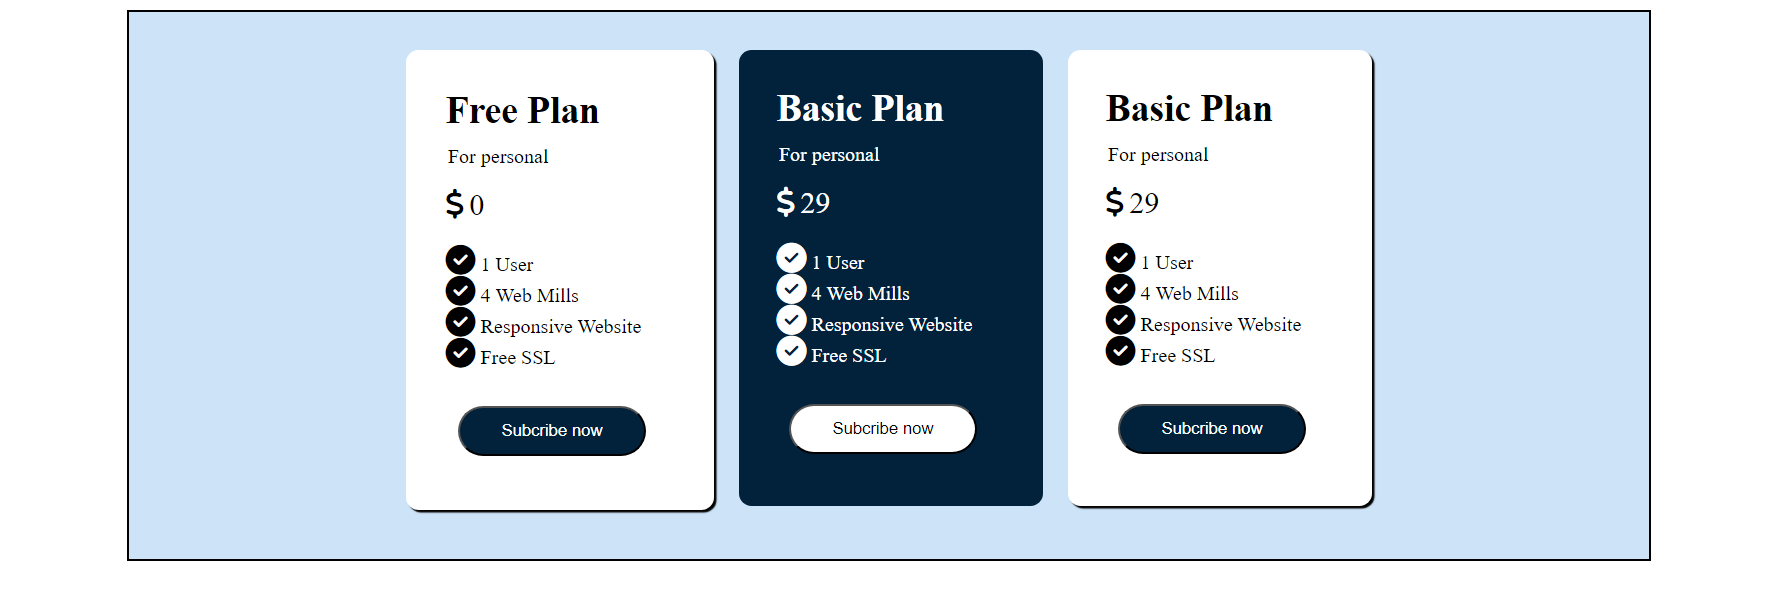 Free Plan
For personal
$ 0
1 User
4 Web Mills
Responsive Website
Free SSL
Subcribe now
Basic Plan
For personal
$ 29
1 User
4 Web Mills
Responsive Website
Free SSL
Subcribe now
Basic Plan
For personal
$ 29
1 User
4 Web Mills
Responsive Website
Free SSL
Subcribe now